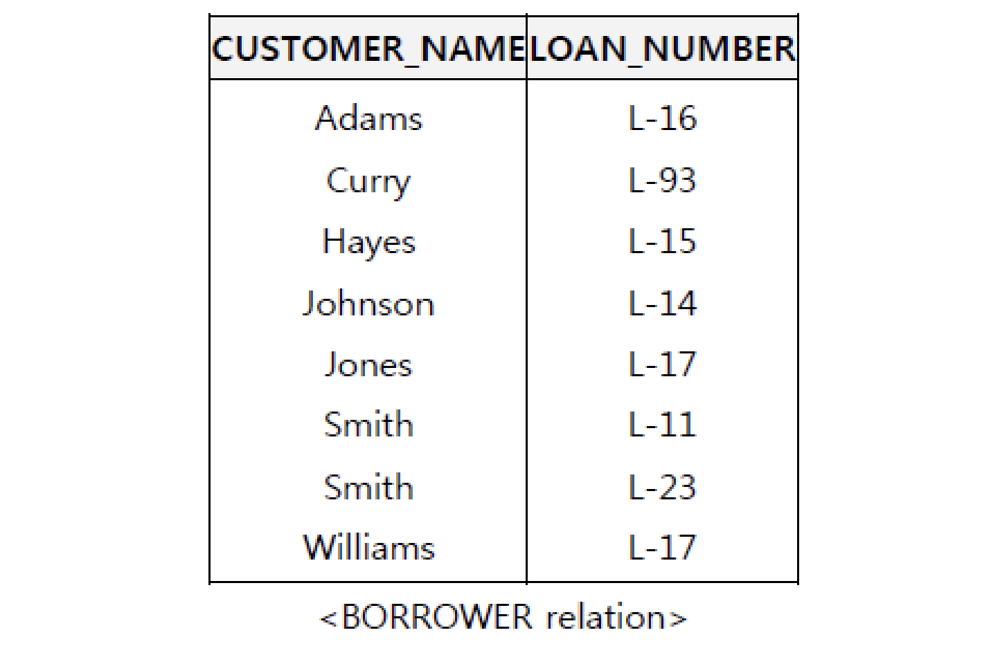 CUSTOMER_NAME LOAN_NUMBER
Adams L-16
Curry L-93
Hayes L-15
Johnson L-14
Jones L-17
Smith L-11
Smith L-23
Williams L-17
<BORROWER relation>